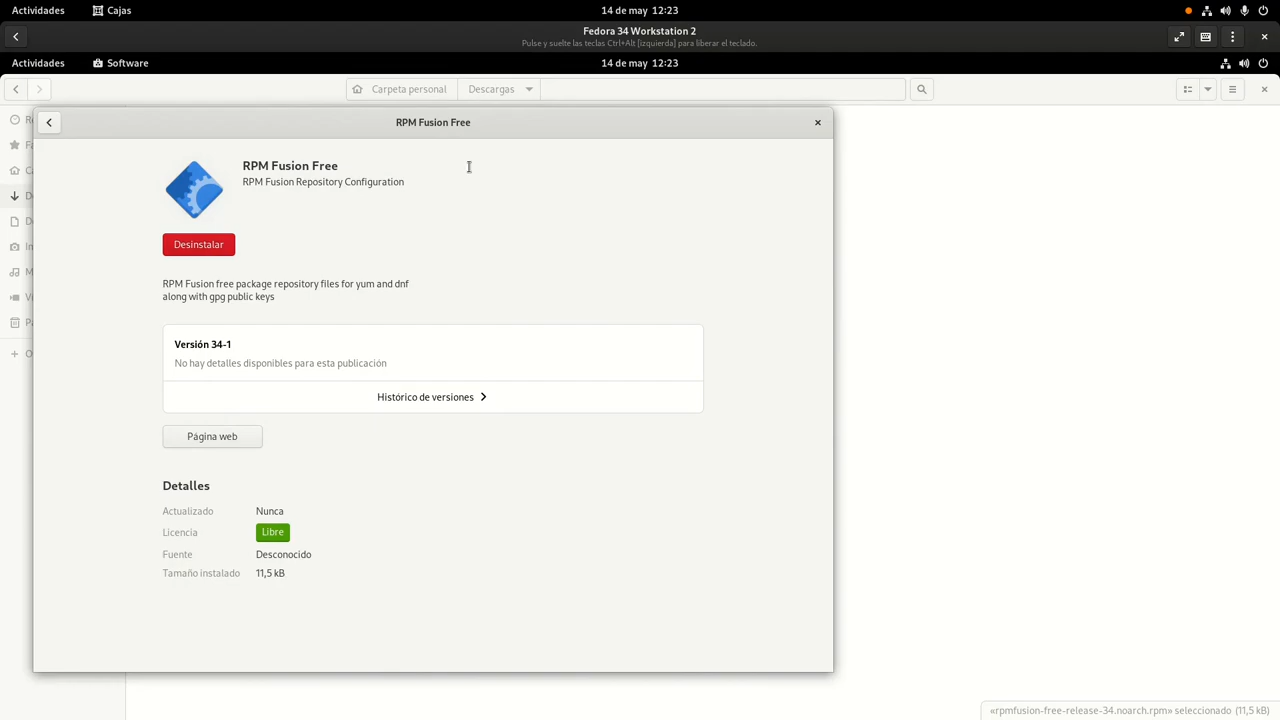 Actividades Cajas 14 de may 12:23
Fedora 34 Workstation 2
Pulse y suelte las teclas Ctrl+Alt [izquierda] para liberar el teclado.
Actividades Software 14 de may 12:23
Carpeta personal Descargas
RPM Fusion Free
RPM Fusion Free
RPM Fusion Repository Configuration
Desinstalar
RPM Fusion free package repository files for yum and dnf
along with gpg public keys
Versión 34-1
No hay detalles disponibles para esta publicación
Histórico de versiones
Página web
Detalles
Actualizado Nunca
Licencia Libre
Fuente Desconocido
Tamaño instalado 11,5 kB
«rpmfusion-free-release-34.noarch.rpm» seleccionado (11,5 kB)